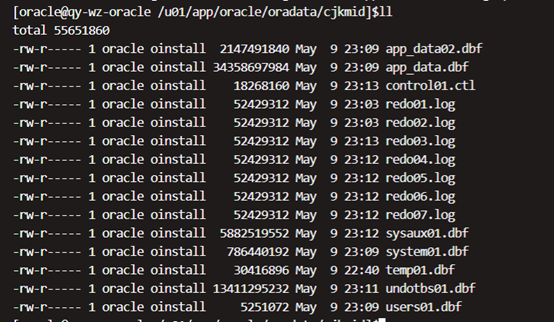 [oracle@qy-wz-oracle /u01/app/oracle/oradata/cjkmid]$ll
total 55651860
-rw-r----- 1 oracle oinstall 2147491840 May 9 23:09 app_data02.dbf
-rw-r----- 1 oracle oinstall 34358697984 May 9 23:09 app_data.dbf
-rw-r----- 1 oracle oinstall 18268160 May 9 23:13 control01.ctl
-rw-r----- 1 oracle oinstall 52429312 May 9 23:03 redo01.log
-rw-r----- 1 oracle oinstall 52429312 May 9 23:03 redo02.log
-rw-r----- 1 oracle oinstall 52429312 May 9 23:13 redo03.log
-rw-r----- 1 oracle oinstall 52429312 May 9 23:12 redo04.log
-rw-r----- 1 oracle oinstall 52429312 May 9 23:12 redo05.log
-rw-r----- 1 oracle oinstall 52429312 May 9 23:12 redo06.log
-rw-r----- 1 oracle oinstall 52429312 May 9 23:12 redo07.log
-rw-r----- 1 oracle oinstall 5882519552 May 9 23:12 sysaux01.dbf
-rw-r----- 1 oracle oinstall 786440192 May 9 23:09 system01.dbf
-rw-r----- 1 oracle oinstall 30416896 May 9 22:40 temp01.dbf
-rw-r----- 1 oracle oinstall 13411295232 May 9 23:11 undotbs01.dbf
-rw-r----- 1 oracle oinstall 5251072 May 9 23:09 users01.dbf